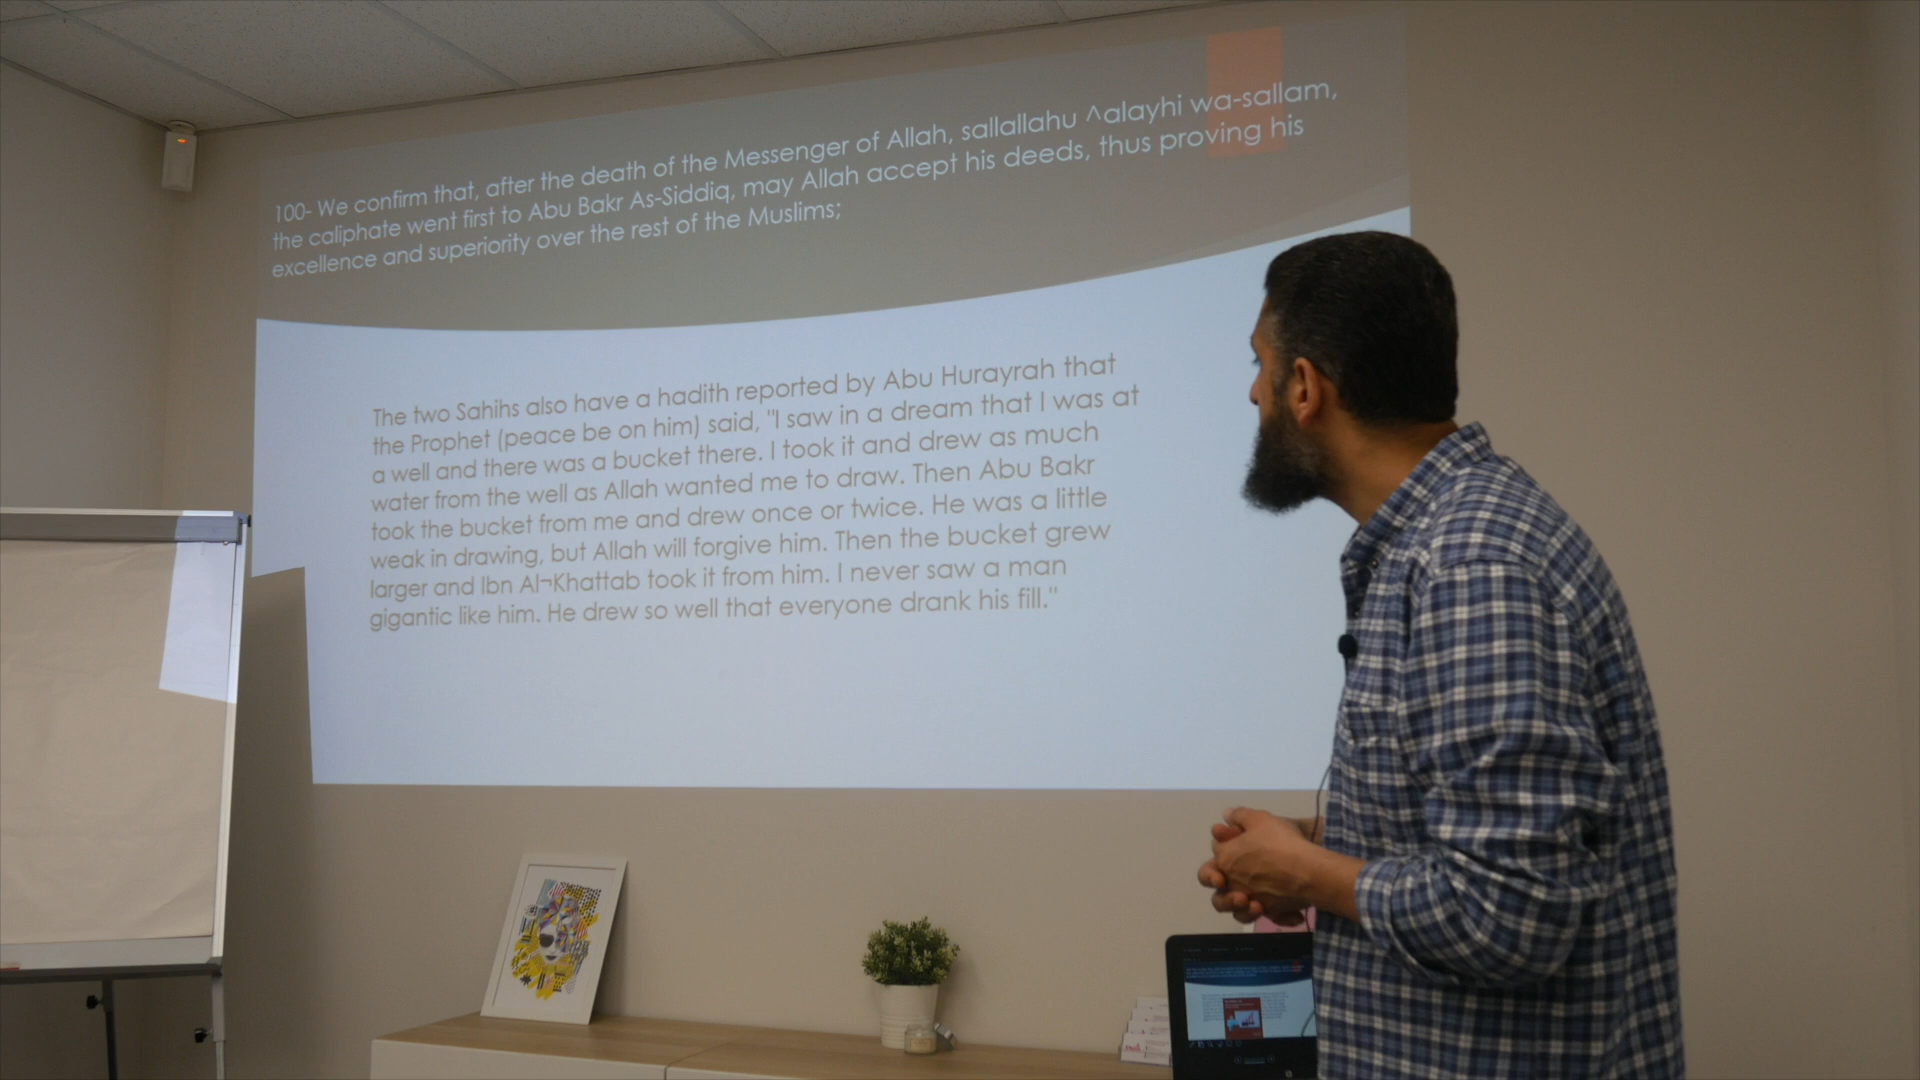 100- We confirm that, after the death of the Messenger of Allah, sallallahu ^alayhi wa-sallam,
the caliphate went first to Abu Bakr As-Siddiq, may Allah accept his deeds, thus proving his
excellence and superiority over the rest of the Muslims;
The two Sahihs also have a hadith reported by Abu Hurayrah that
the Prophet (peace be on him) said, "I saw in a dream that I was at
a well and there was a bucket there. I took it and drew as much
water from the well as Allah wanted me to draw. Then Abu Bakr
took the bucket from me and drew once or twice. He was a little
weak in drawing, but Allah will forgive him. Then the bucket grew
larger and Ibn Al¬Khattab took it from him. I never saw a man
gigantic like him. He drew so well that everyone drank his fill."